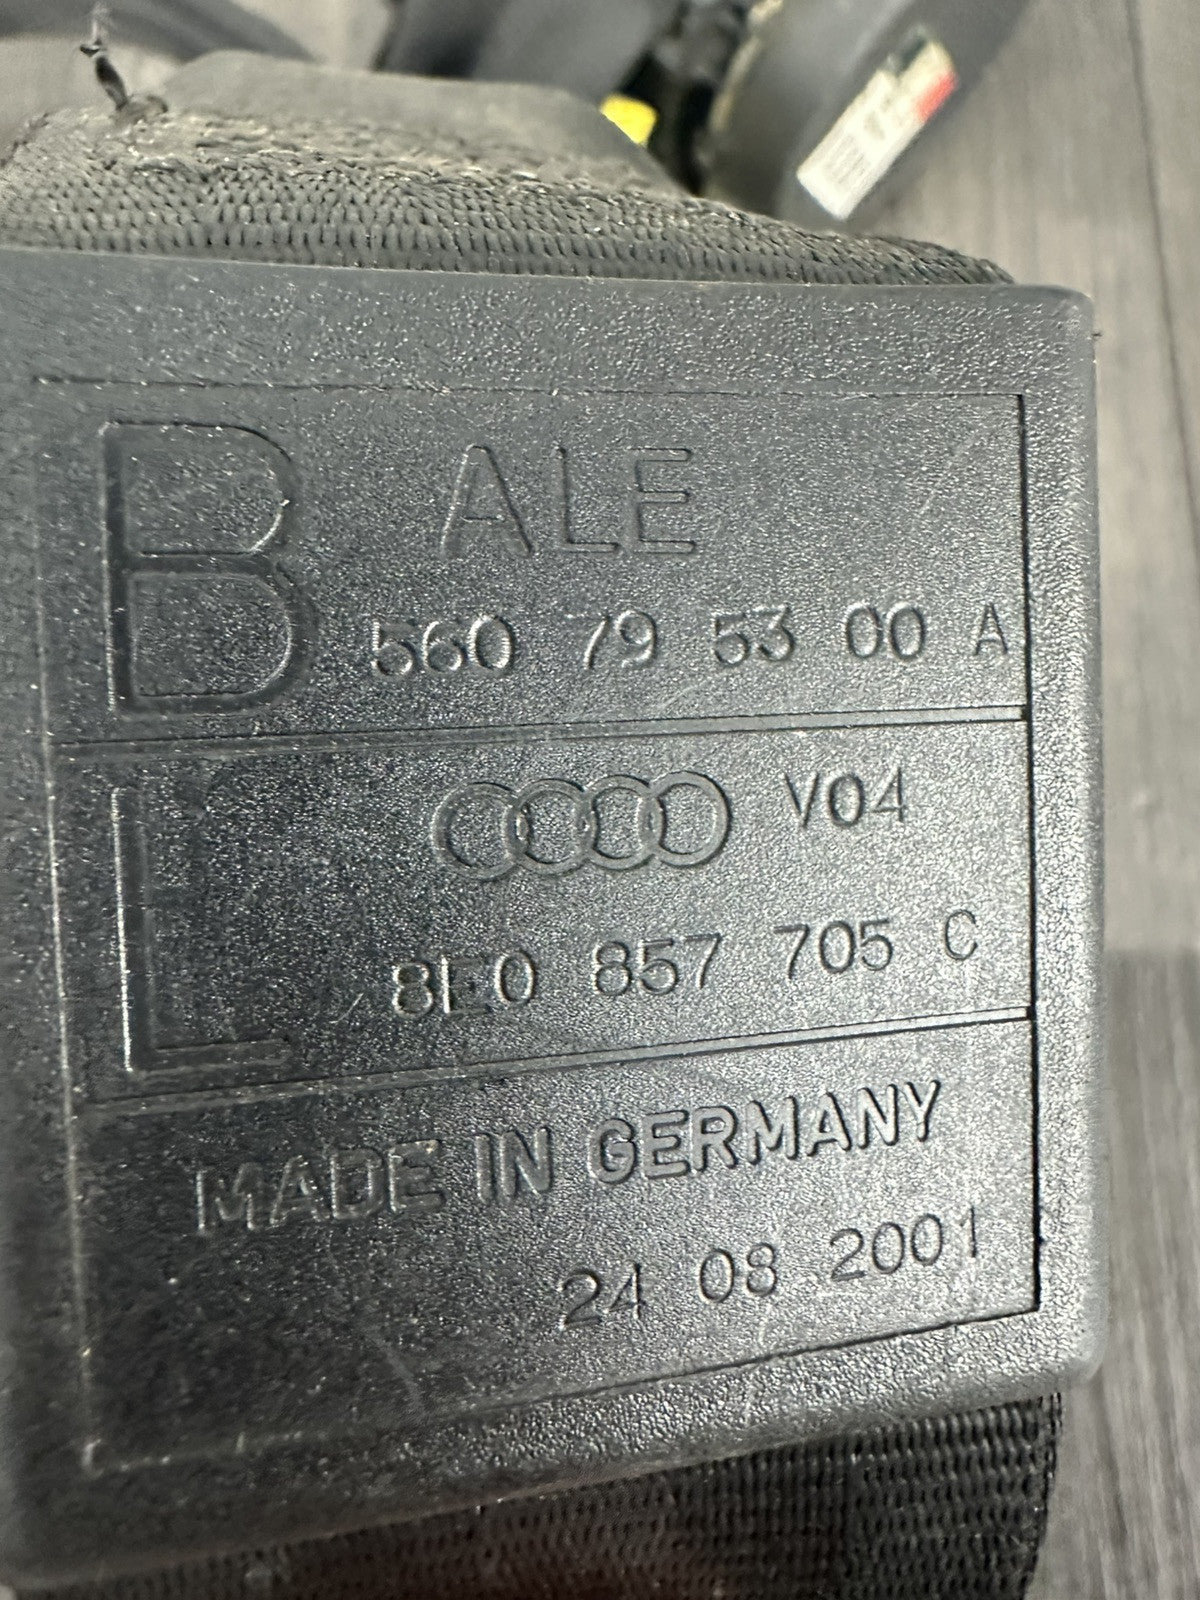 B ALE
560 79 53 00 A
L V04
8E0 857 705 C
MADE IN GERMANY
24 08 2001